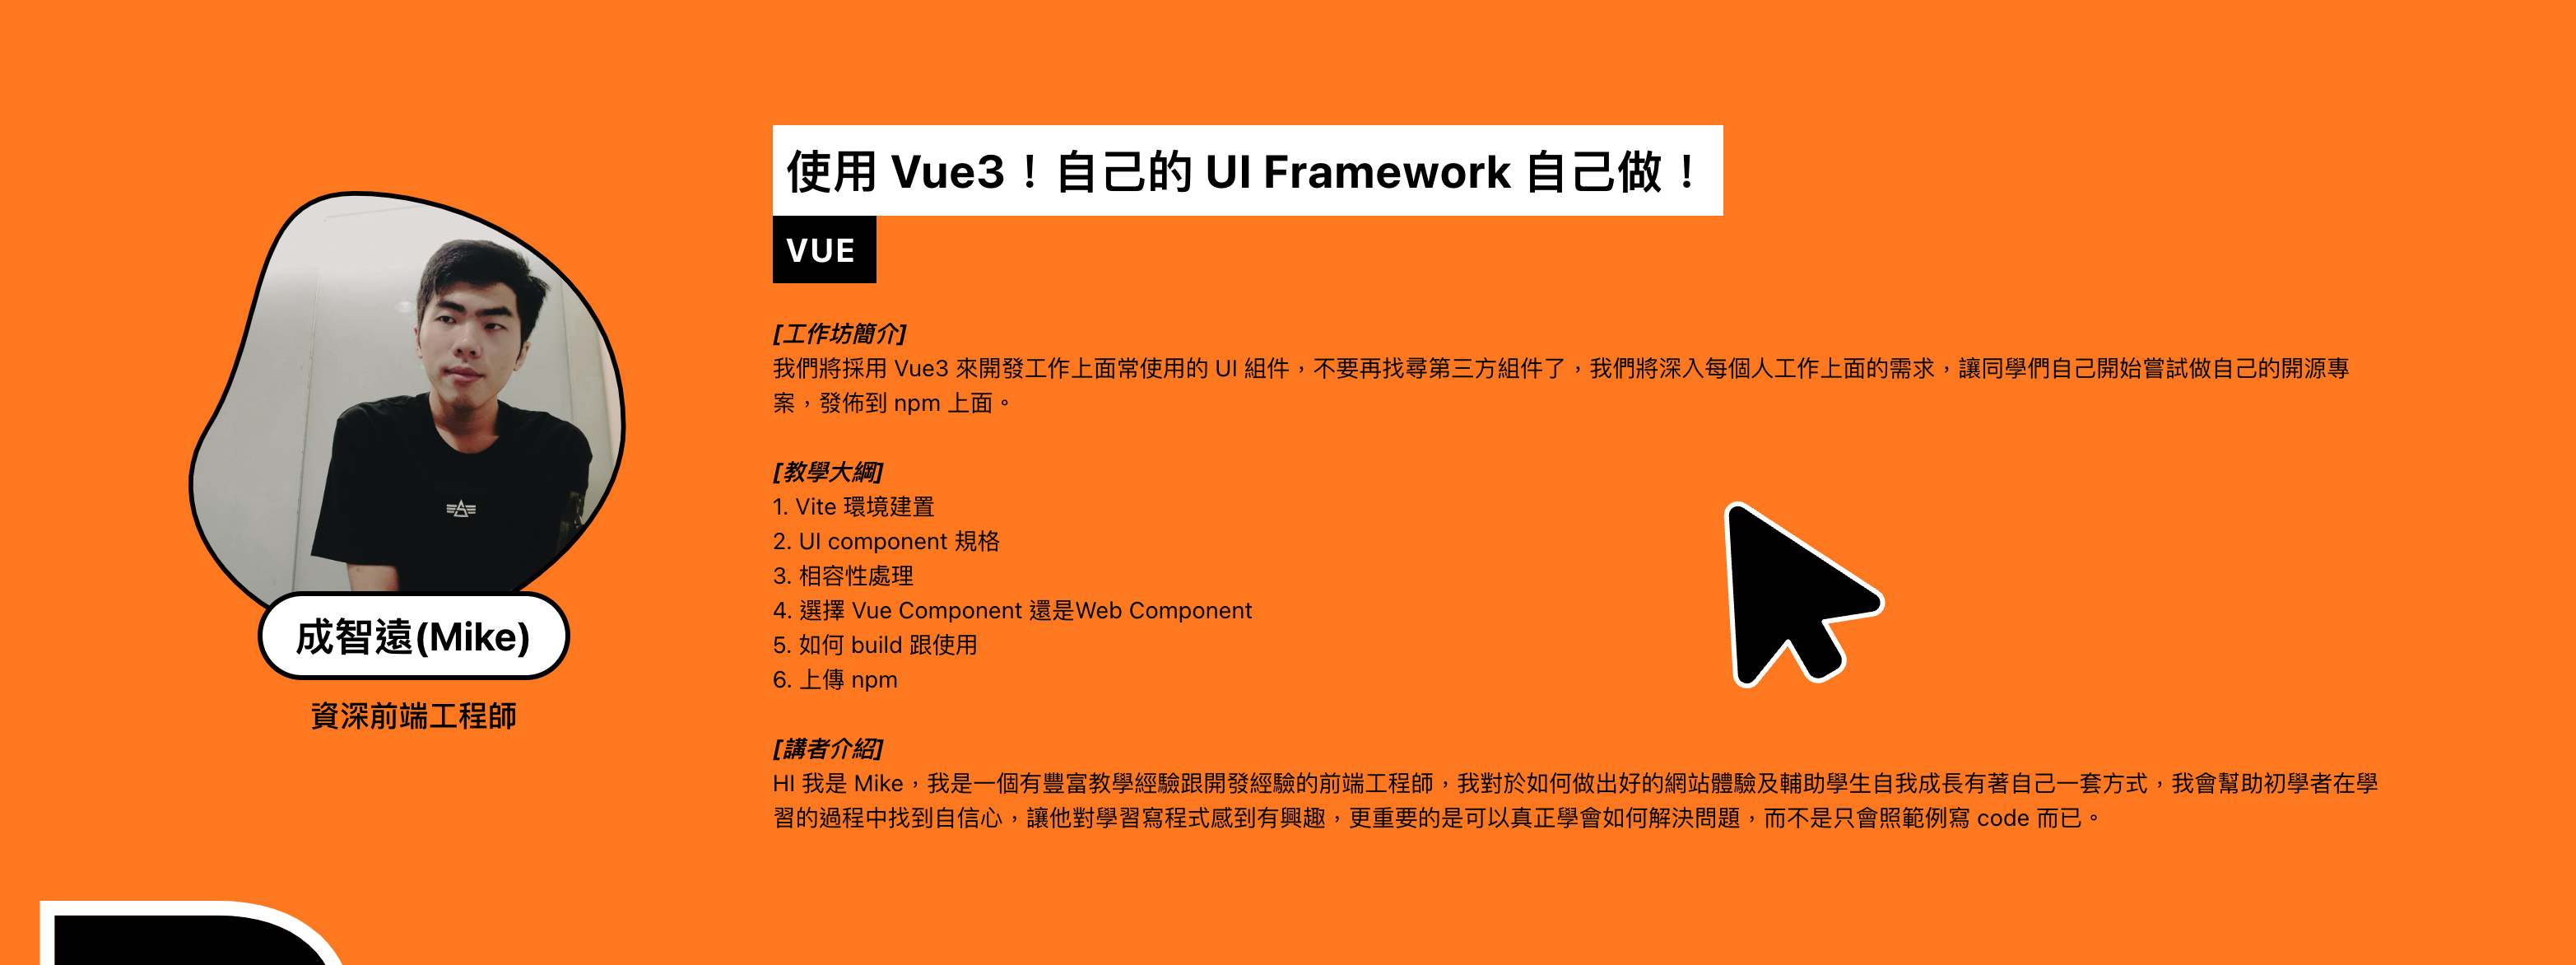 使用 Vue3！自己的 UI Framework 自己做！
VUE
[工作坊簡介]
我們將採用 Vue3 來開發工作上面常使用的 UI 組件，不要再找尋第三方組件了，我們將深入每個人工作上面的需求，讓同學們自己開始嘗試做自己的開源專
案，發佈到 npm 上面。
[教學大綱]
1. Vite 環境建置
2. UI component 規格
3. 相容性處理
4. 選擇 Vue Component 還是Web Component
5. 如何 build 跟使用
6. 上傳 npm
[講者介紹]
HI 我是 Mike，我是一個有豐富教學經驗跟開發經驗的前端工程師，我對於如何做出好的網站體驗及輔助學生自我成長有著自己一套方式，我會幫助初學者在學
習的過程中找到自信心，讓他對學習寫程式感到有興趣，更重要的是可以真正學會如何解決問題，而不是只會照範例寫 code 而已。
成智遠(Mike)
資深前端工程師